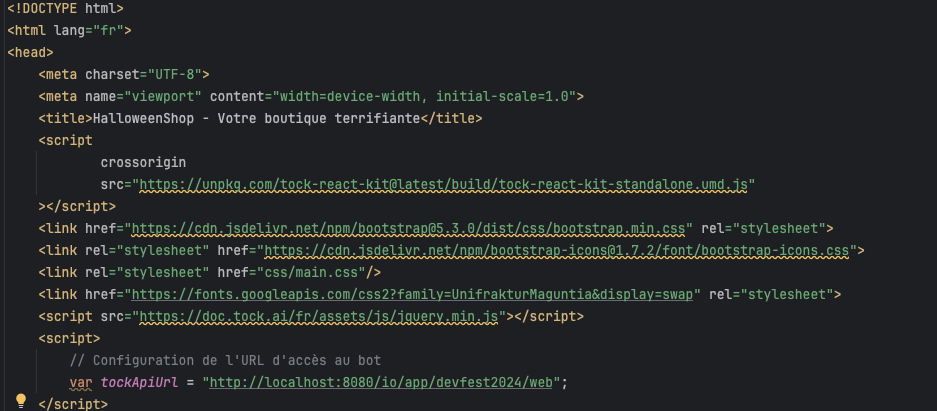 <!DOCTYPE html>
<html lang="fr">
<head>
    <meta charset="UTF-8">
    <meta name="viewport" content="width=device-width, initial-scale=1.0">
    <title>HalloweenShop - Votre boutique terrifiante</title>
    <script
            crossorigin
            src="https://unpkg.com/tock-react-kit@latest/build/tock-react-kit-standalone.umd.js"
    ></script>
    <link href="https://cdn.jsdelivr.net/npm/bootstrap@5.3.0/dist/css/bootstrap.min.css" rel="stylesheet">
    <link rel="stylesheet" href="https://cdn.jsdelivr.net/npm/bootstrap-icons@1.7.2/font/bootstrap-icons.css">
    <link rel="stylesheet" href="css/main.css"/>
    <link href="https://fonts.googleapis.com/css2?family=UnifrakturMaguntia&display=swap" rel="stylesheet">
    <script src="https://doc.tock.ai/fr/assets/js/jquery.min.js"></script>
    <script>
        // Configuration de l'URL d'accès au bot
        var tockApiUrl = "http://localhost:8080/io/app/devfest2024/web";
    </script>